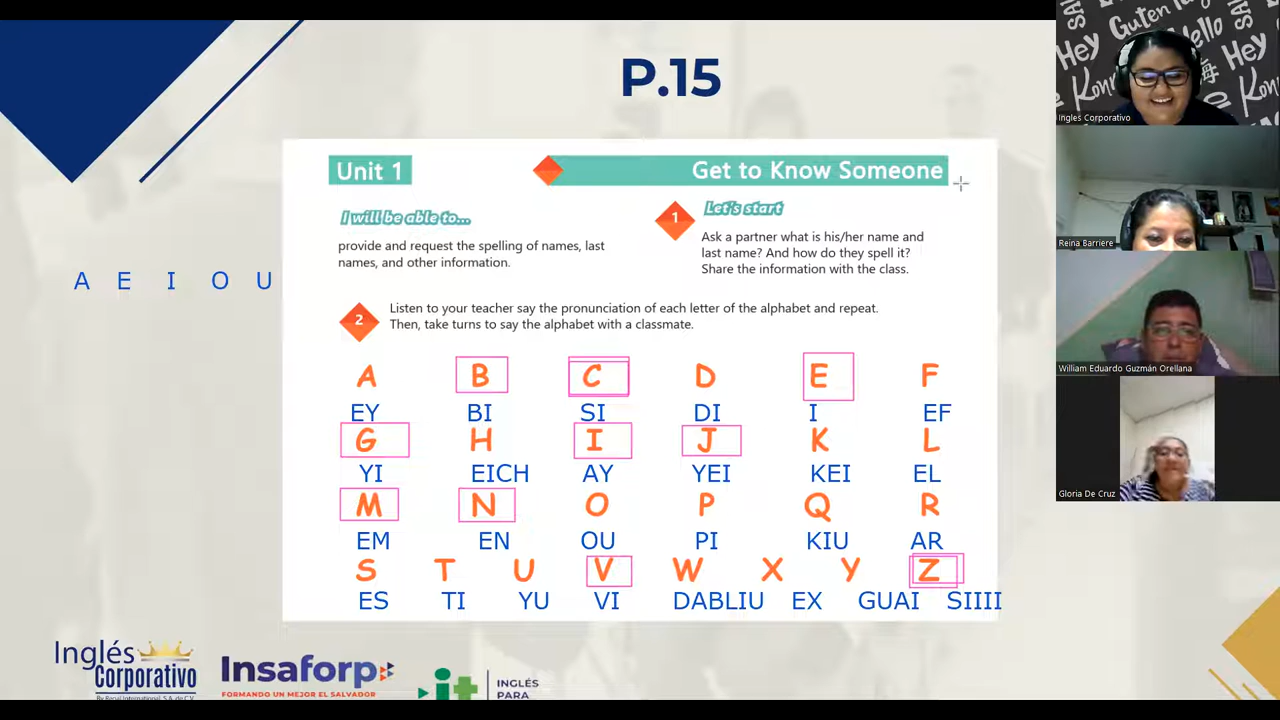 P.15
Unit 1
Get to Know Someone
I will be able to...
provide and request the spelling of names, last
names, and other information.
1
Let's start
Ask a partner what is his/her name and
last name? And how do they spell it?
Share the information with the class.
A E I O U
2
Listen to your teacher say the pronunciation of each letter of the alphabet and repeat.
Then, take turns to say the alphabet with a classmate.
A B C D E F
EY BI SI DI I EF
G H I J K L
YI EICH AY YEI KEI EL
M N O P Q R
EM EN OU PI KIU AR
S T U V W X Y Z
ES TI YU VI DABLIU EX GUAI SIIII
Inglés
Corporativo
Insaforp
FORMANDO UN MEJOR EL SALVADOR
it
INGLÉS
PARA
Hey
Guten
Hello
Hey
Ingles Corporativo
Reina Barriere
William Eduardo Guzmán Orellana
Gloria De Cruz